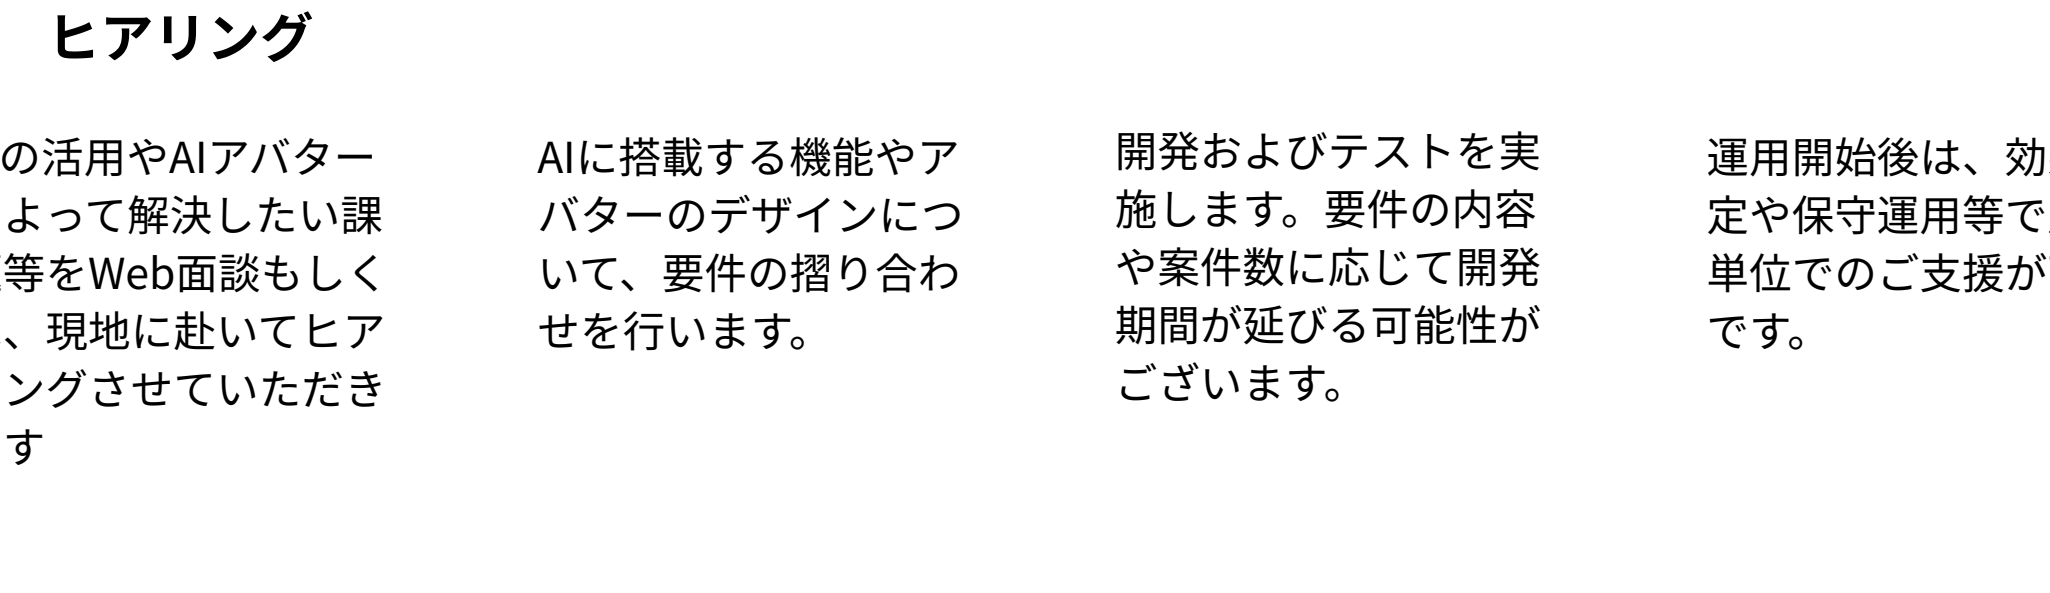 ヒアリング
の活用やAIアバター
よって解決したい課
等をWeb面談もしく
、現地に赴いてヒア
ングさせていただき
す
AIに搭載する機能やア
バターのデザインにつ
いて、要件の摺り合わ
せを行います。
開発およびテストを実
施します。要件の内容
や案件数に応じて開発
期間が延びる可能性が
ございます。
運用開始後は、効
定や保守運用等で
単位でのご支援が
です。